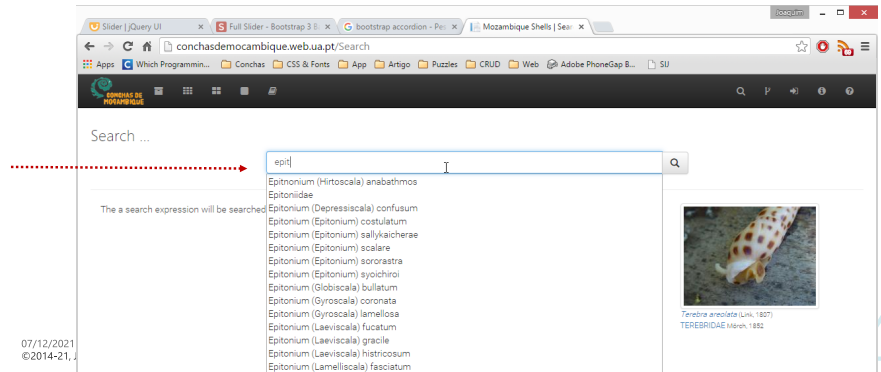 Joaquim
Slider | jQuery UI
Full Slider - Bootstrap 3 B
bootstrap accordion - Pes
Mozambique Shells | Sear
conchasdemocambique.web.ua.pt/Search
Apps Which Programmin... Conchas CSS & Fonts App Artigo Puzzles CRUD Web Adobe PhoneGap B... SIJ
CONCHAS DE
MOÇAMBIQUE
Search ...
epit
Epitnonium (Hirtoscala) anabathmos
Epitoniidae
The a search expression will be searched
Epitonium (Depressiscala) confusum
Epitonium (Epitonium) costulatum
Epitonium (Epitonium) sallykaicherae
Epitonium (Epitonium) scalare
Epitonium (Epitonium) sororastra
Epitonium (Epitonium) syoichiroi
Epitonium (Globiscala) bullatum
Epitonium (Gyroscala) coronata
Epitonium (Gyroscala) lamellosa
Epitonium (Laeviscala) fucatum
Epitonium (Laeviscala) gracile
Epitonium (Laeviscala) histricosum
Epitonium (Lamelliscala) fasciatum
Terebra areolata (Link, 1807)
TEREBRIDAE Mörch, 1852
07/12/2021
©2014-21,